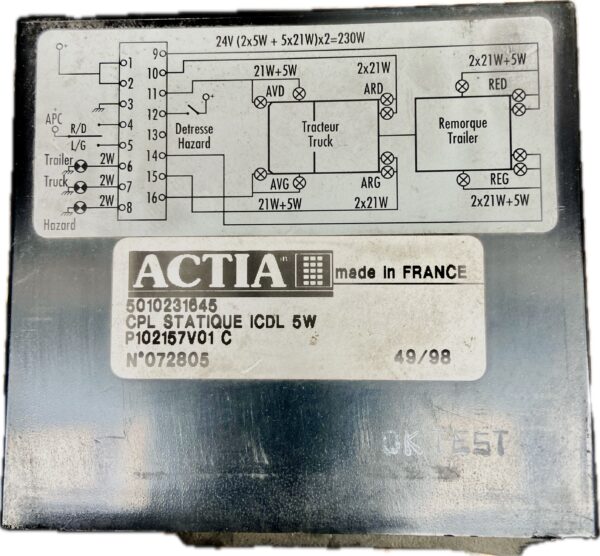 24V (2x5W + 5x21W)x2=230W
+
1
2
3
4
5
6
7
8
9
10
11
12
13
14
15
16
APC
+
R/D
L/G
Trailer
2W
Truck
2W
2W
Hazard
+
Detresse
Hazard
21W+5W
2x21W
2x21W+5W
AVD
ARD
RED
Tracteur
Truck
Remorque
Trailer
AVG
ARG
REG
21W+5W
2x21W
2x21W+5W
ACTIA
made in FRANCE
5010231645
CPL STATIQUE ICDL 5W
P102157V01 C
N°072805
49/98
OK TEST